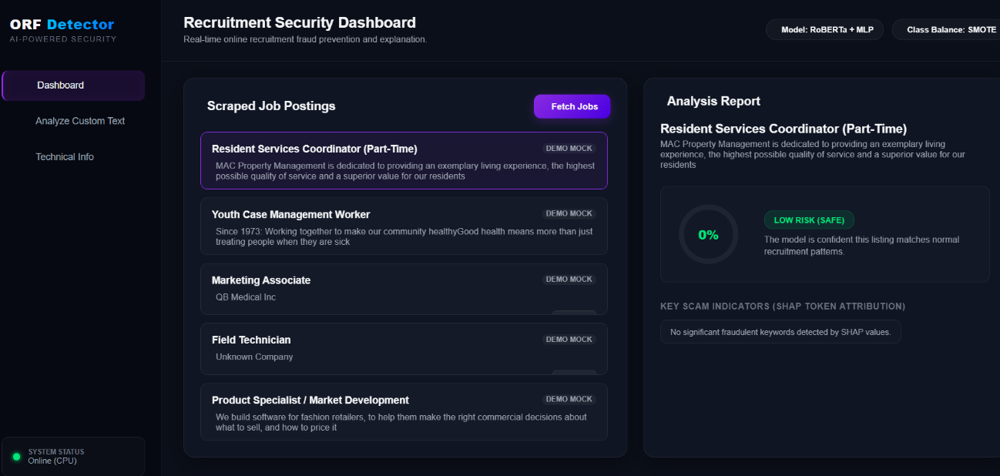 ORF Detector
AI-POWERED SECURITY
Dashboard
Analyze Custom Text
Technical Info
SYSTEM STATUS
Online (CPU)
Recruitment Security Dashboard
Real-time online recruitment fraud prevention and explanation.
Model: RoBERTa + MLP
Class Balance: SMOTE
Scraped Job Postings
Fetch Jobs
Resident Services Coordinator (Part-Time)
DEMO MOCK
MAC Property Management is dedicated to providing an exemplary living experience, the highest
possible quality of service and a superior value for our residents
Youth Case Management Worker
DEMO MOCK
Since 1973: Working together to make our community healthyGood health means more than just
treating people when they are sick
Marketing Associate
DEMO MOCK
QB Medical Inc
Field Technician
DEMO MOCK
Unknown Company
Product Specialist / Market Development
DEMO MOCK
We build software for fashion retailers, to help them make the right commercial decisions about
what to sell, and how to price it
Analysis Report
Resident Services Coordinator (Part-Time)
MAC Property Management is dedicated to providing an exemplary living
experience, the highest possible quality of service and a superior value for our
residents
0%
LOW RISK (SAFE)
The model is confident this listing matches normal
recruitment patterns.
KEY SCAM INDICATORS (SHAP TOKEN ATTRIBUTION)
No significant fraudulent keywords detected by SHAP values.